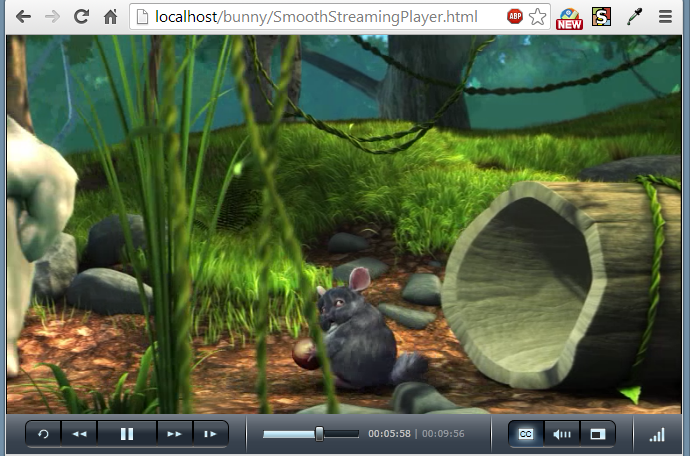 localhost/bunny/SmoothStreamingPlayer.html
ABP
NEW
S
00:05:58 | 00:09:56
CC